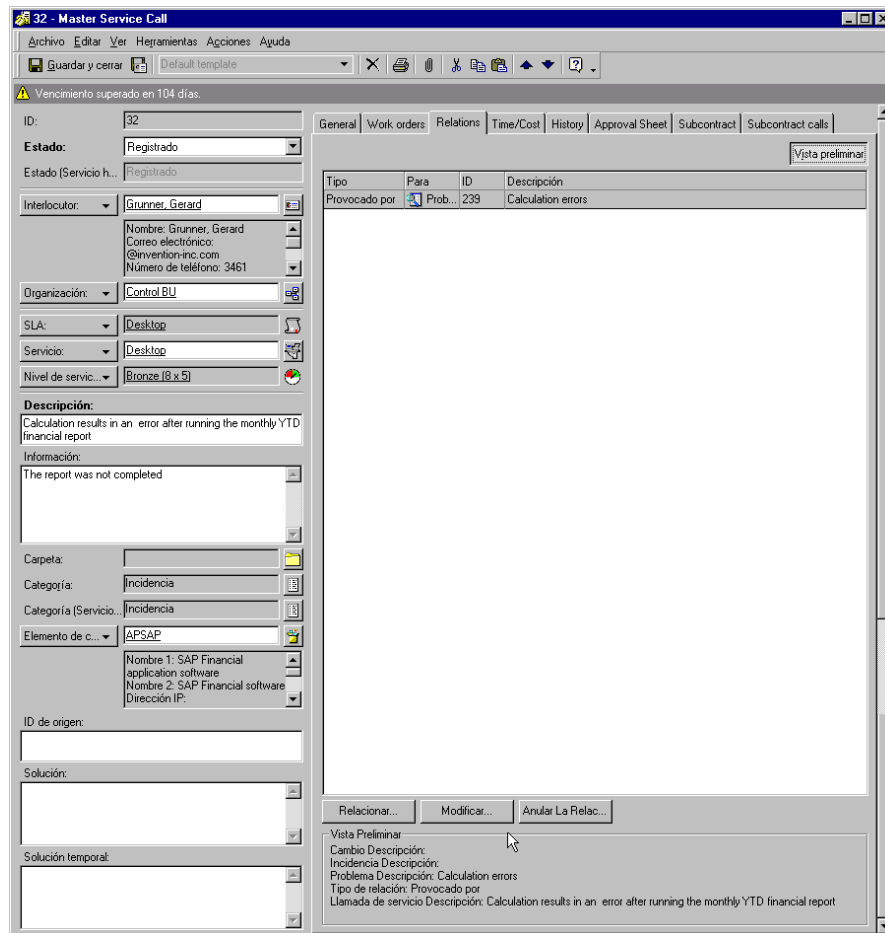 32 - Master Service Call
Archivo Editar Ver Herramientas Acciones Ayuda
Guardar y cerrar Default template
Vencimiento superado en 104 días.
ID: 32
Estado: Registrado
Estado (Servicio h... Registrado
Interlocutor: Grunner, Gerard
Nombre: Grunner, Gerard
Correo electrónico:
@invention-inc.com
Número de teléfono: 3461
Organización: Control BU
SLA: Desktop
Servicio: Desktop
Nivel de servic... Bronze (8 x 5)
Descripción:
Calculation results in an error after running the monthly YTD
financial report
Información:
The report was not completed
Carpeta:
Categoría: Incidencia
Categoría (Servicio... Incidencia
Elemento de c... APSAP
Nombre 1: SAP Financial
application software
Nombre 2: SAP Financial software
Dirección IP:
ID de origen:
Solución:
Solución temporal:
General Work orders Relations Time/Cost History Approval Sheet Subcontract Subcontract calls
Vista preliminar
Tipo Para ID Descripción
Provocado por Prob... 239 Calculation errors
Relacionar... Modificar... Anular La Relac...
Vista Preliminar
Cambio Descripción:
Incidencia Descripción:
Problema Descripción: Calculation errors
Tipo de relación: Provocado por
Llamada de servicio Descripción: Calculation results in an error after running the monthly YTD financial report